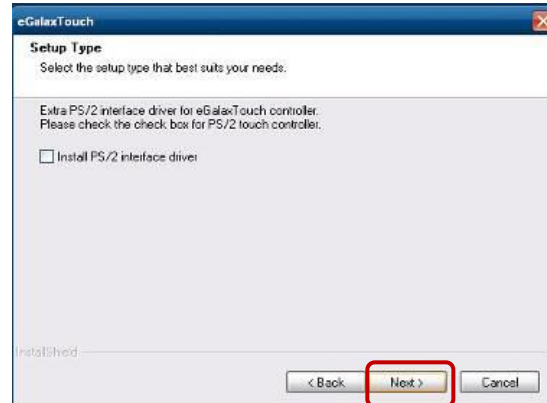 eGalaxTouch
Setup Type
Select the setup type that best suits your needs.
Extra PS/2 interface driver for eGalaxTouch controller.
Please check the check box for PS/2 touch controller.
Install PS/2 interface driver
InstallShield
< Back Next > Cancel